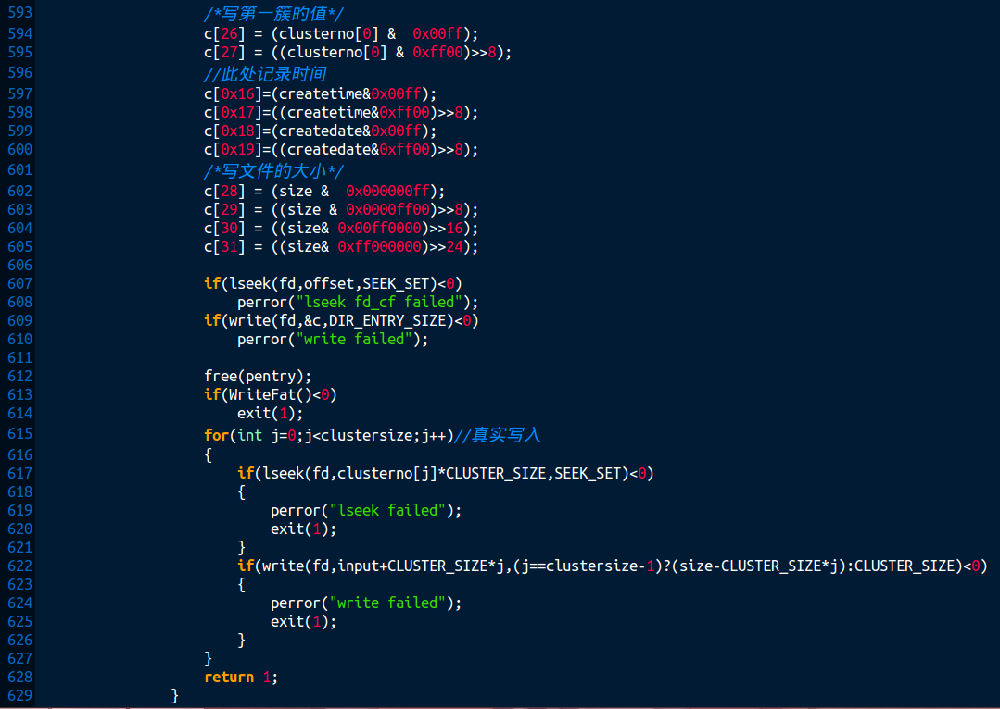 593 /*写第一簇的值*/
594 c[26] = (clusterno[0] &  0x00ff);
595 c[27] = ((clusterno[0] & 0xff00)>>8);
596 //此处记录时间
597 c[0x16]=(createtime&0x00ff);
598 c[0x17]=((createtime&0xff00)>>8);
599 c[0x18]=(createdate&0x00ff);
600 c[0x19]=((createdate&0xff00)>>8);
601 /*写文件的大小*/
602 c[28] = (size &  0x000000ff);
603 c[29] = ((size & 0x0000ff00)>>8);
604 c[30] = ((size& 0x00ff0000)>>16);
605 c[31] = ((size& 0xff000000)>>24);
606
607 if(lseek(fd,offset,SEEK_SET)<0)
608 perror("lseek fd_cf failed");
609 if(write(fd,&c,DIR_ENTRY_SIZE)<0)
610 perror("write failed");
611
612 free(pentry);
613 if(WriteFat()<0)
614 exit(1);
615 for(int j=0;j<clustersize;j++)//真实写入
616 {
617 if(lseek(fd,clusterno[j]*CLUSTER_SIZE,SEEK_SET)<0)
618 {
619 perror("lseek failed");
620 exit(1);
621 }
622 if(write(fd,input+CLUSTER_SIZE*j,(j==clustersize-1)?(size-CLUSTER_SIZE*j):CLUSTER_SIZE)<0)
623 {
624 perror("write failed");
625 exit(1);
626 }
627 }
628 return 1;
629 }